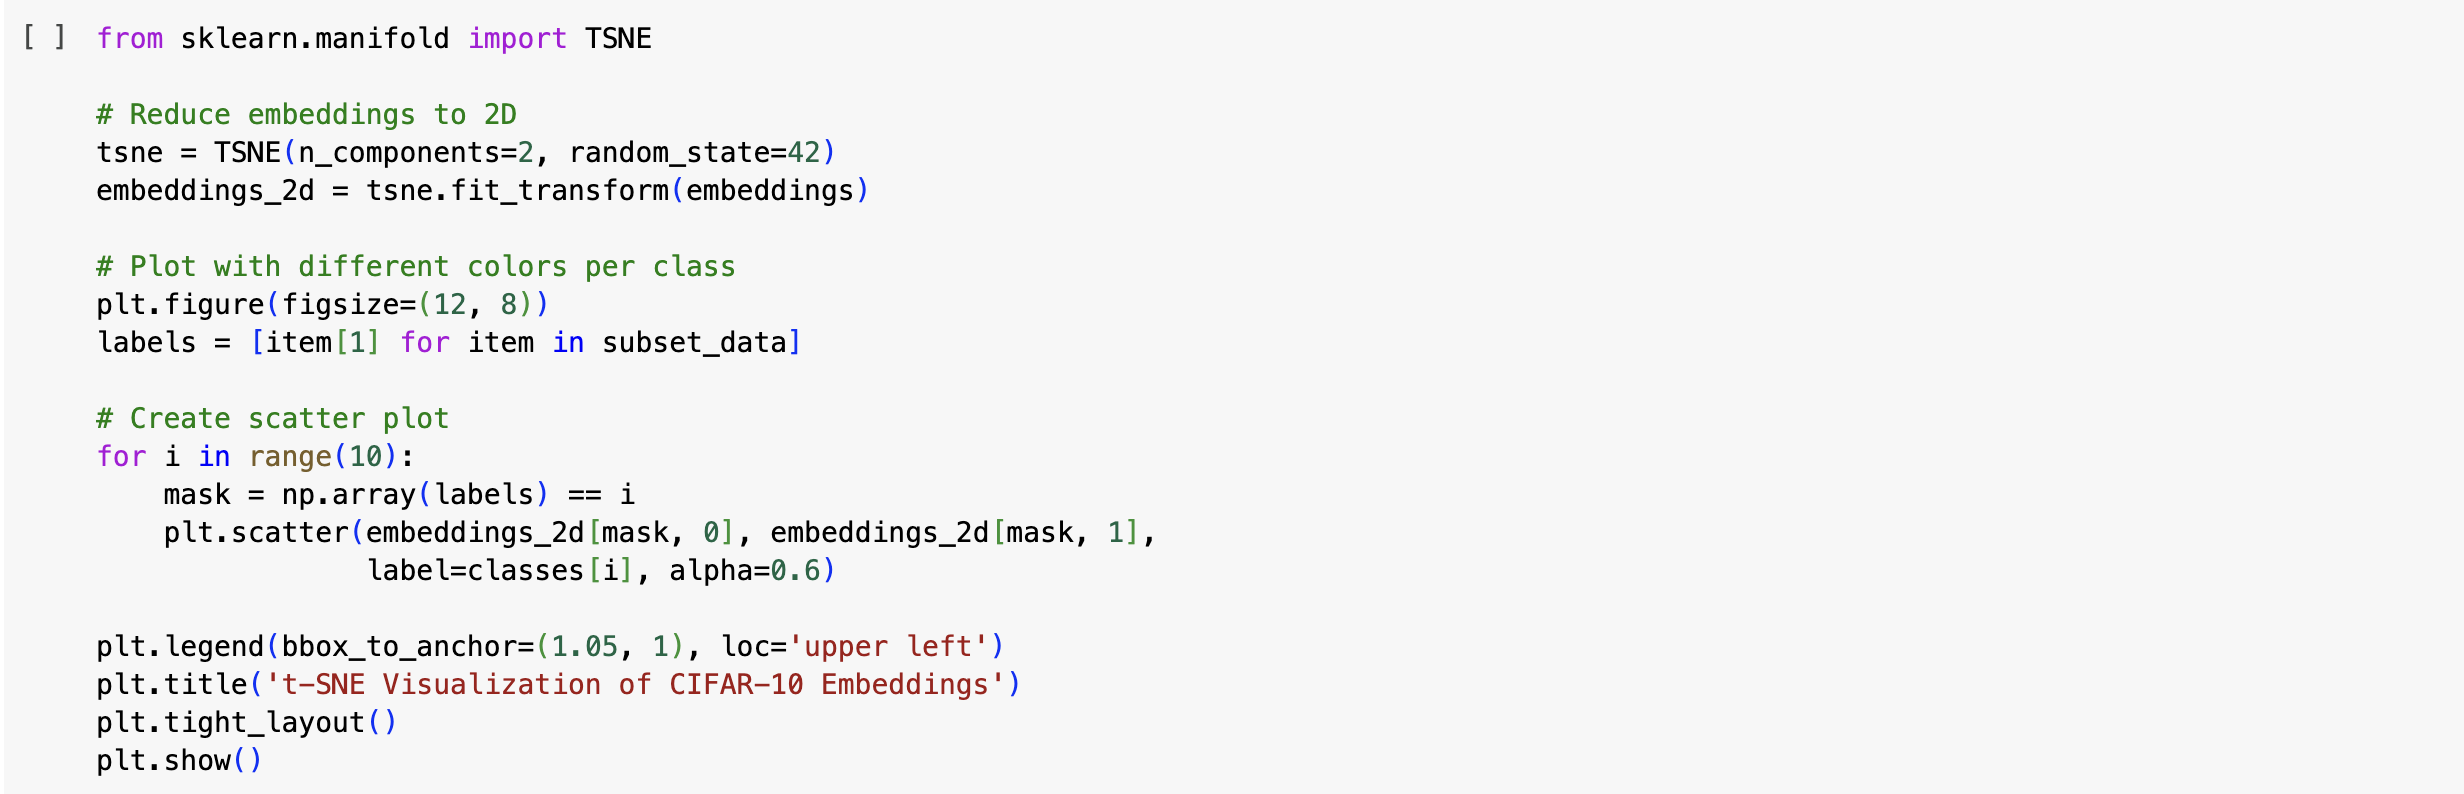 [ ] from sklearn.manifold import TSNE

# Reduce embeddings to 2D
tsne = TSNE(n_components=2, random_state=42)
embeddings_2d = tsne.fit_transform(embeddings)

# Plot with different colors per class
plt.figure(figsize=(12, 8))
labels = [item[1] for item in subset_data]

# Create scatter plot
for i in range(10):
    mask = np.array(labels) == i
    plt.scatter(embeddings_2d[mask, 0], embeddings_2d[mask, 1],
                label=classes[i], alpha=0.6)

plt.legend(bbox_to_anchor=(1.05, 1), loc='upper left')
plt.title('t-SNE Visualization of CIFAR-10 Embeddings')
plt.tight_layout()
plt.show()